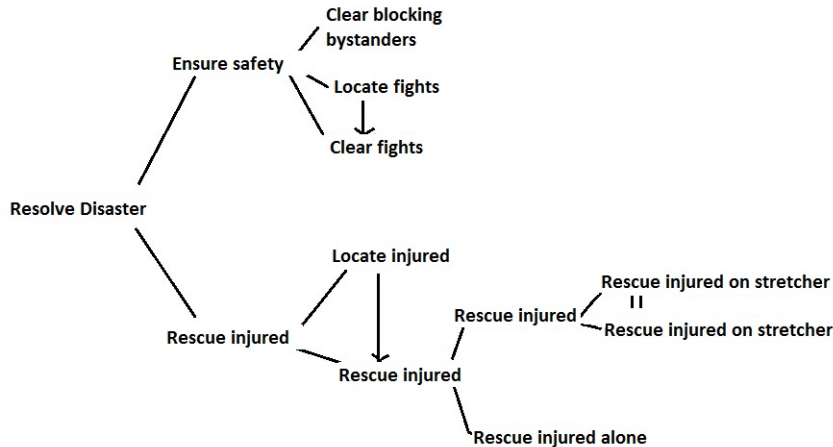 Clear blocking
bystanders
Ensure safety
Locate fights
Clear fights
Resolve Disaster
Locate injured
Rescue injured on stretcher
Rescue injured
Rescue injured on stretcher
Rescue injured
Rescue injured
Rescue injured alone